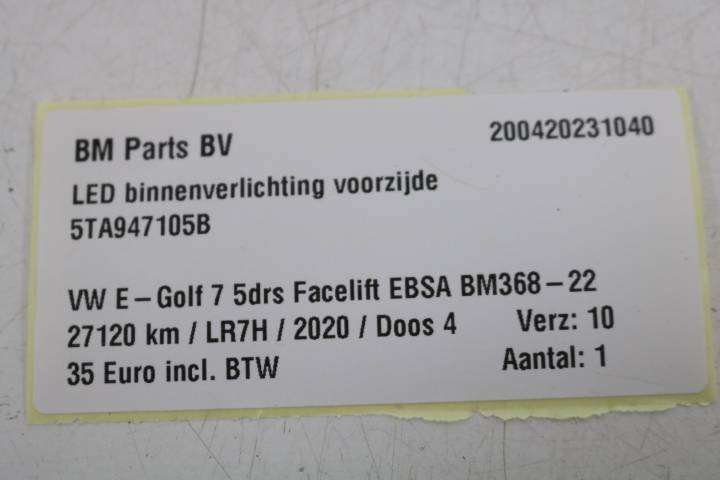 BM Parts BV 200420231040
LED binnenverlichting voorzijde
5TA947105B
VW E-Golf 7 5drs Facelift EBSA BM368-22
27120 km / LR7H / 2020 / Doos 4 Verz: 10
35 Euro incl. BTW Aantal: 1